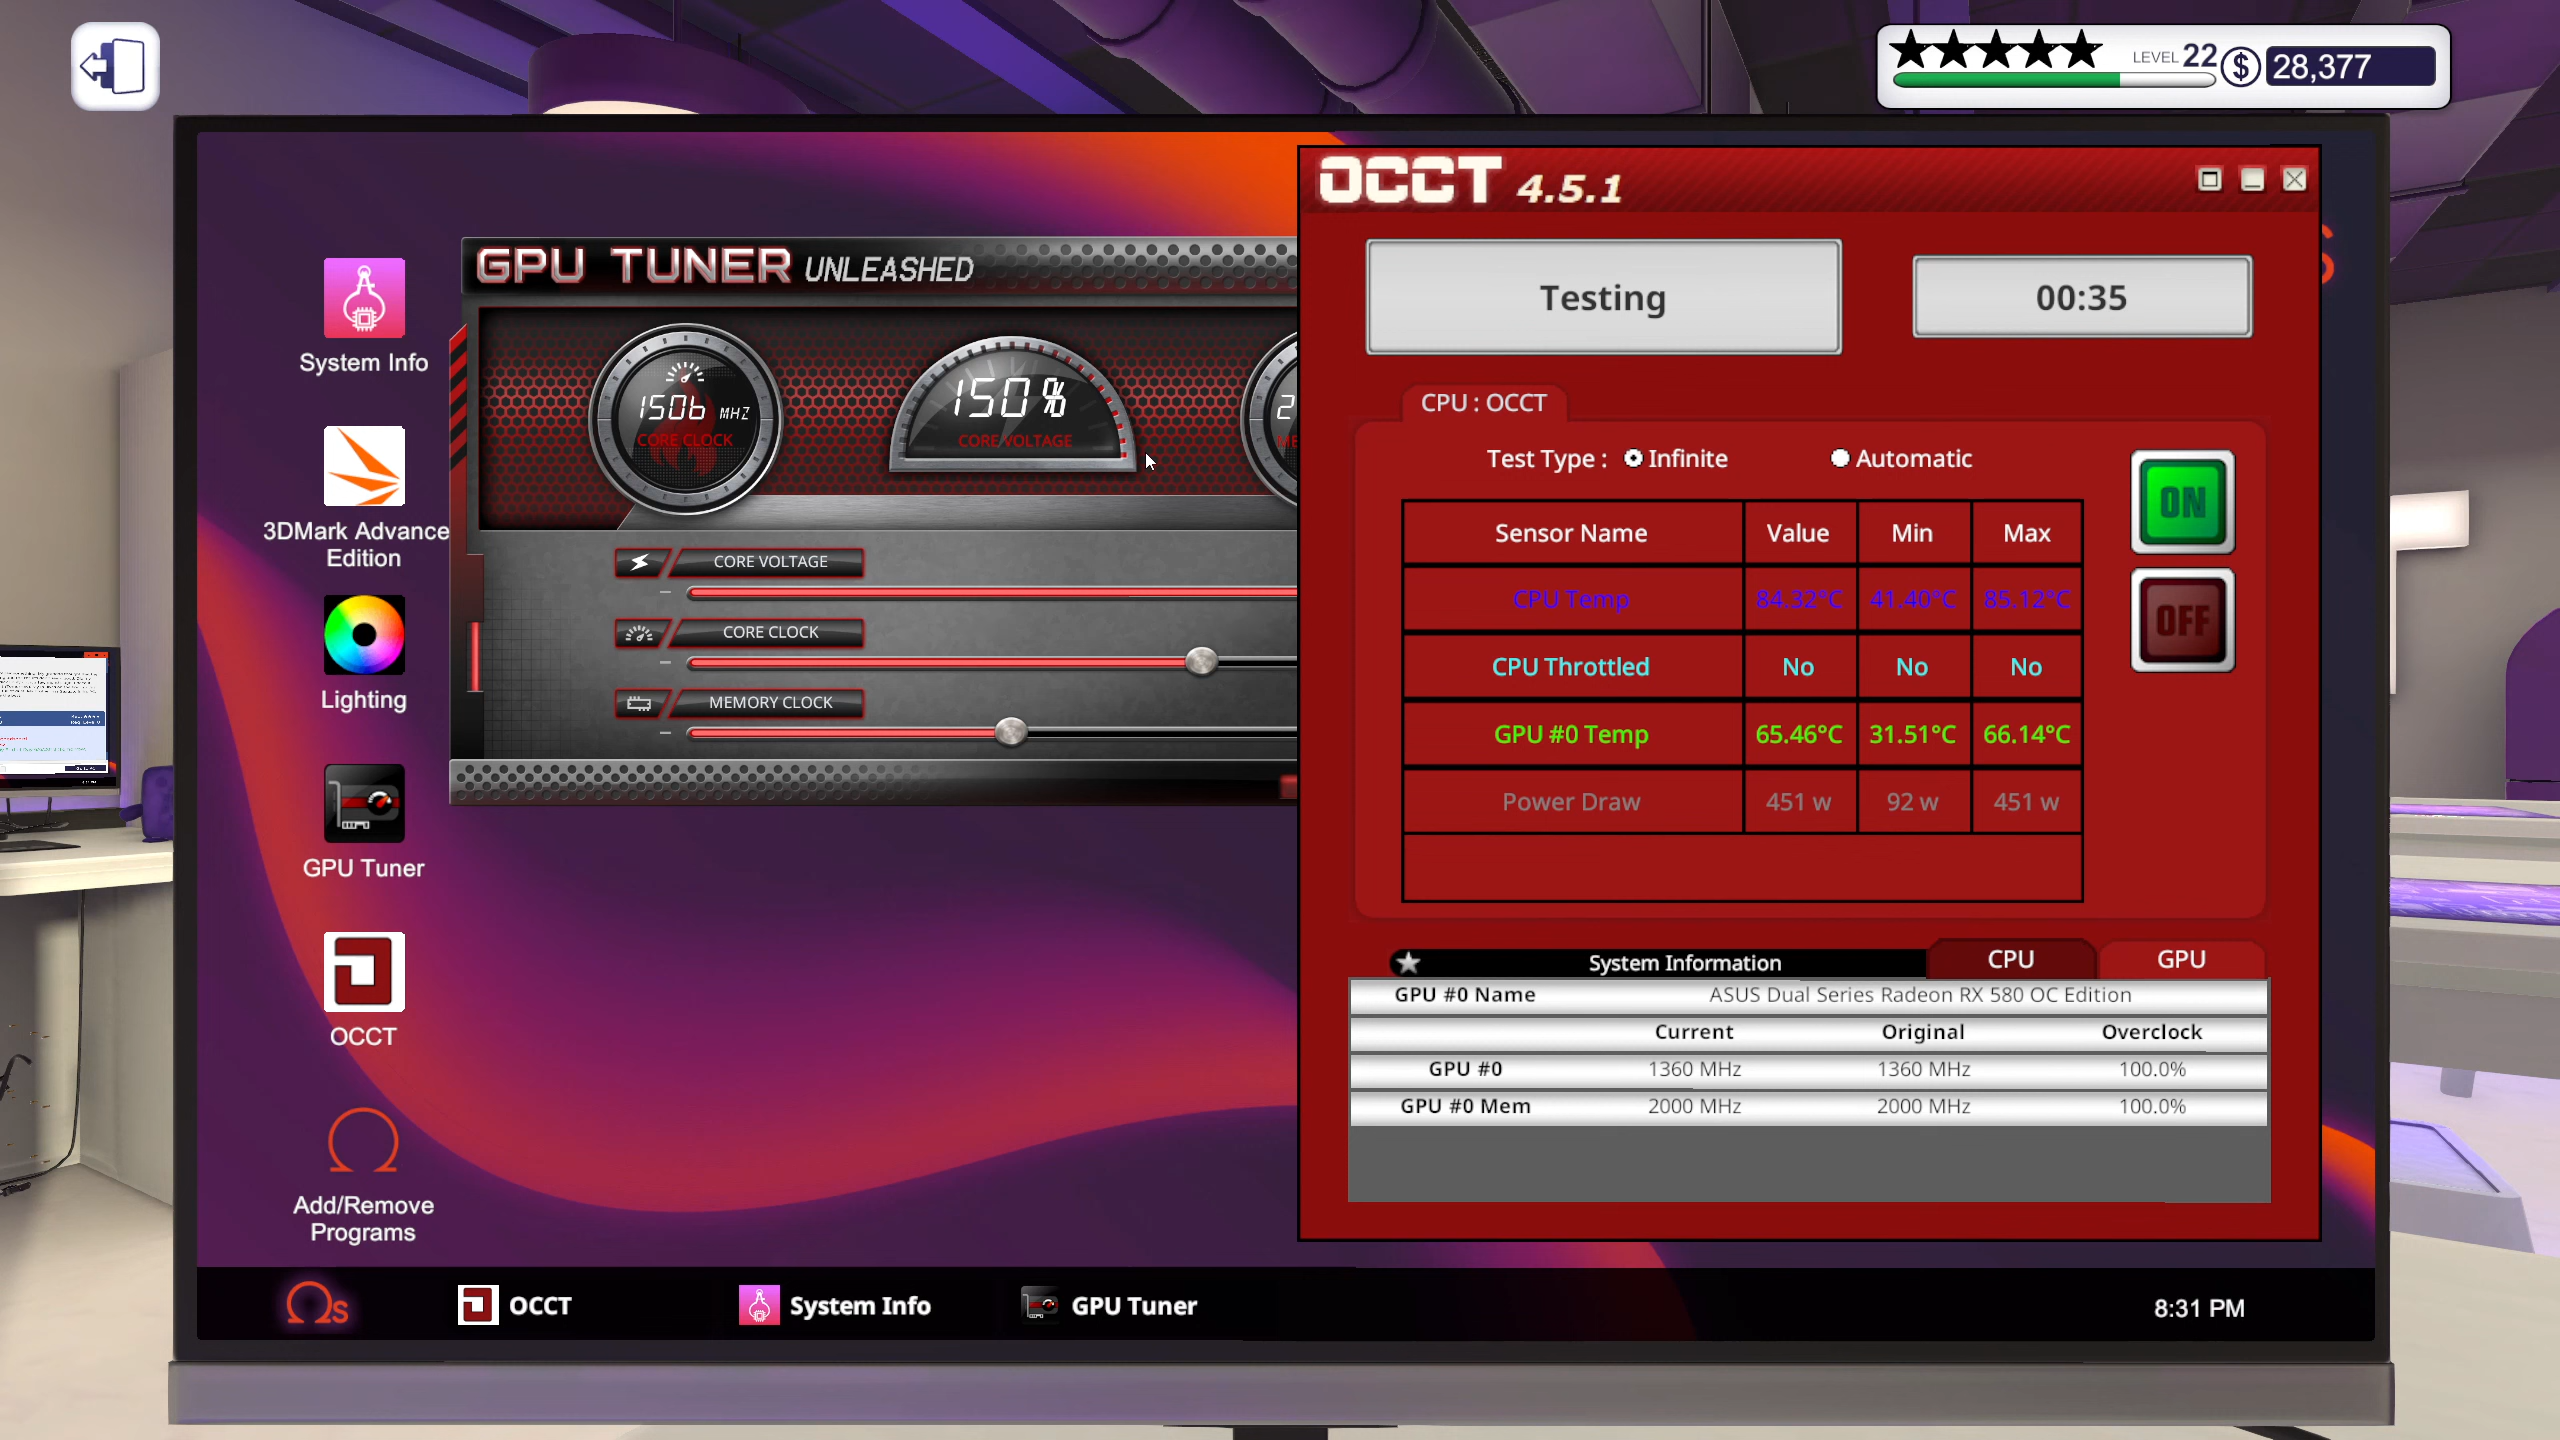 LEVEL 22
$ 28,377
OCCT 4.5.1
Testing
00:35
GPU TUNER UNLEASHED
1506 MHZ
CORE CLOCK
150 %
CORE VOLTAGE
CORE VOLTAGE
CORE CLOCK
MEMORY CLOCK
CPU : OCCT
Test Type : Infinite Automatic
ON
OFF
Sensor Name Value Min Max
CPU Temp 84.32°C 41.40°C 85.12°C
CPU Throttled No No No
GPU #0 Temp 65.46°C 31.51°C 66.14°C
Power Draw 451 w 92 w 451 w
System Information CPU GPU
GPU #0 Name ASUS Dual Series Radeon RX 580 OC Edition
Current Original Overclock
GPU #0 1360 MHz 1360 MHz 100.0%
GPU #0 Mem 2000 MHz 2000 MHz 100.0%
System Info
3DMark Advance
Edition
Lighting
GPU Tuner
OCCT
Add/Remove
Programs
Ωs
OCCT
System Info
GPU Tuner
8:31 PM